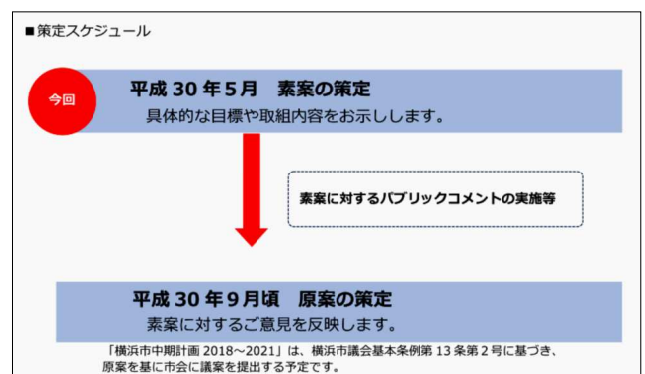 ■策定スケジュール
今回
平成 30 年５月　素案の策定
具体的な目標や取組内容をお示しします。
素案に対するパブリックコメントの実施等
平成 30 年９月頃　原案の策定
素案に対するご意見を反映します。
「横浜市中期計画 2018～2021」は、横浜市議会基本条例第 13 条第２号に基づき、
原案を基に市会に議案を提出する予定です。